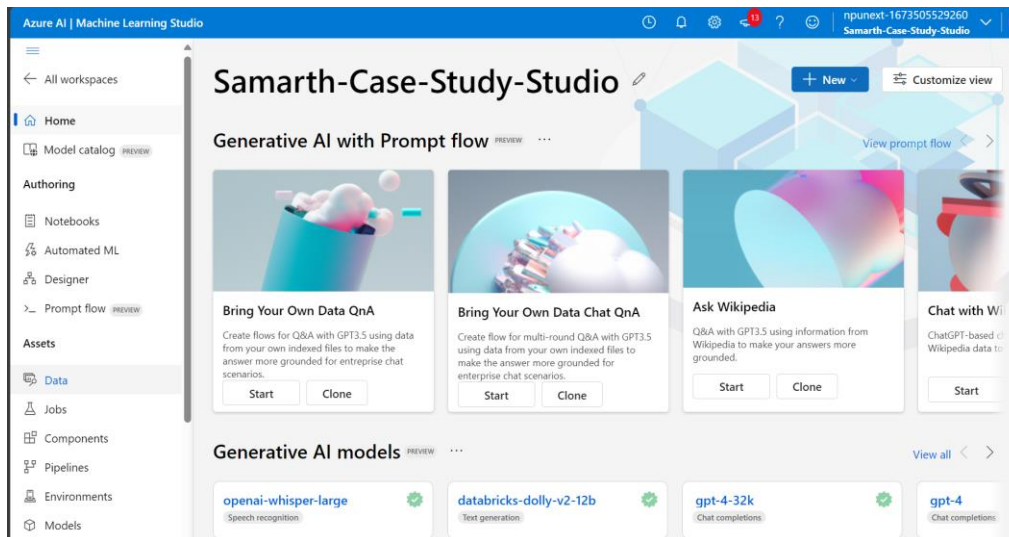 Azure AI | Machine Learning Studio
13
?
npunext-1673505529260
Samarth-Case-Study-Studio
All workspaces
Home
Model catalog PREVIEW
Authoring
Notebooks
Automated ML
Designer
Prompt flow PREVIEW
Assets
Data
Jobs
Components
Pipelines
Environments
Models
Samarth-Case-Study-Studio
New
Customize view
Generative AI with Prompt flow PREVIEW ...
View prompt flow
Bring Your Own Data QnA
Create flows for Q&A with GPT3.5 using data
from your own indexed files to make the
answer more grounded for entreprise chat
scenarios.
Start Clone
Bring Your Own Data Chat QnA
Create flow for multi-round Q&A with GPT3.5
using data from your own indexed files to
make the answer more grounded for
enterprise chat scenarios.
Start Clone
Ask Wikipedia
Q&A with GPT3.5 using information from
Wikipedia to make your answers more
grounded.
Start Clone
Chat with Wi
ChatGPT-based c
Wikipedia data to
Start
Generative AI models PREVIEW ...
View all
openai-whisper-large
Speech recognition
databricks-dolly-v2-12b
Text generation
gpt-4-32k
Chat completions
gpt-4
Chat completions